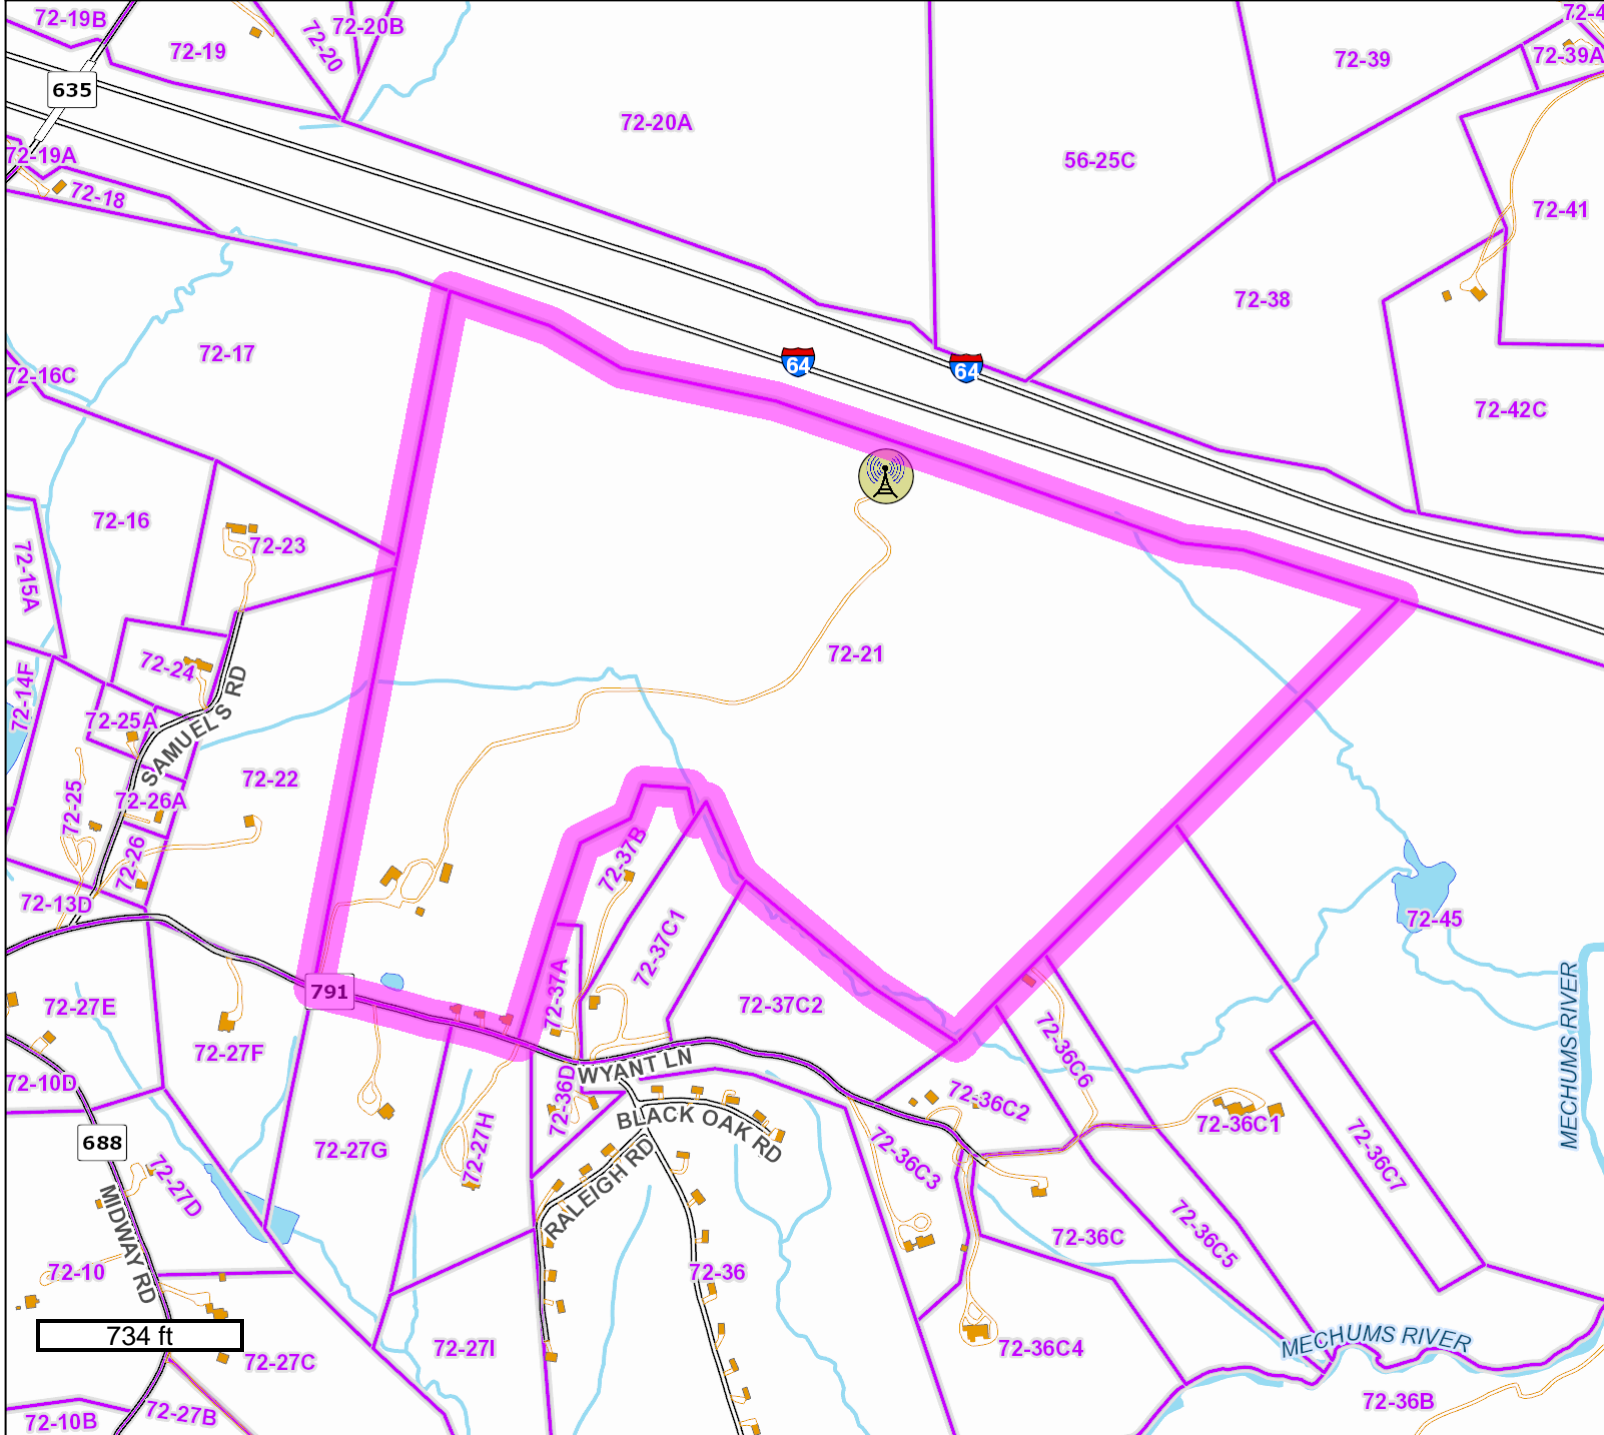 72-19B
72-20B
72-4
72-19
72-20
72-39
72-39A
635
72-20A
72-19A
56-25C
72-18
72-41
72-38
72-17
64
64
72-16C
72-42C
72-16
72-23
72-15A
72-21
72-24
72-14F
72-25A
SAMUELS RD
72-22
72-25
72-26A
72-26
72-37B
72-13D
72-45
72-37C1
791
72-37A
72-37C2
72-27E
MECHUMS RIVER
72-27F
72-36C6
WYANT LN
72-10D
72-36D
72-36C2
BLACK OAK RD
72-36C1
688
72-27G
72-27H
72-36C3
72-36C7
RALEIGH RD
72-27D
MIDWAY RD
72-36C5
72-36C
72-10
72-36
734 ft
72-27C
72-27I
72-36C4
MECHUMS RIVER
72-36B
72-10B
72-27B